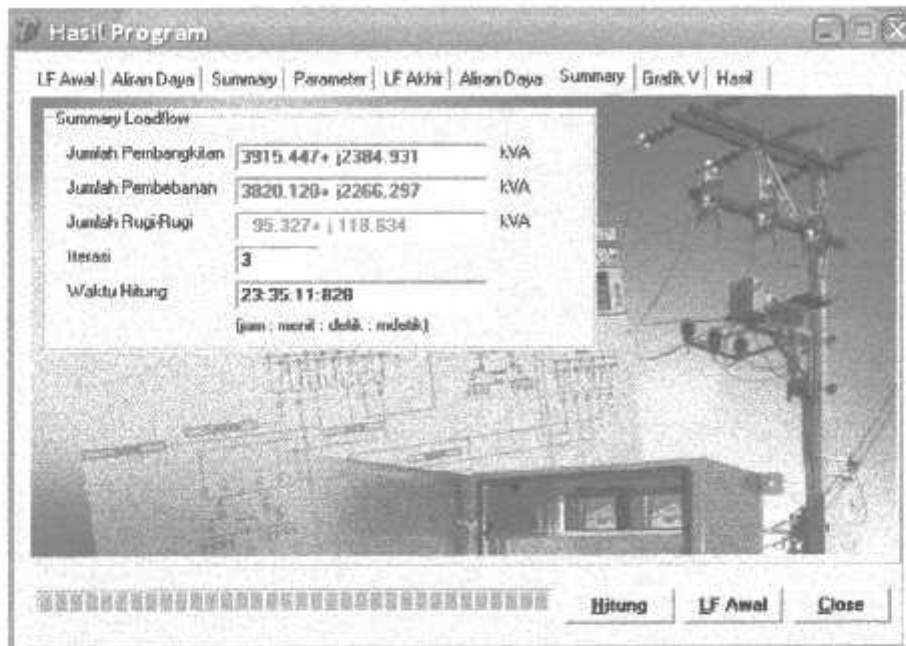 Hasil Program
LF Awal Aliran Daya Summary Parameter LF Akhir Aliran Daya Summary Grafik V Hasil
Summary Loadflow
Jumlah Pembangkitan 3915.447+ j2384.931 kVA
Jumlah Pembebanan 3820.120+ j2266.297 kVA
Jumlah Rugi-Rugi 95.327+ j 118.634 kVA
Iterasi 3
Waktu Hitung 23:35:11:828
(jam : menit : detik : mdetik)
Hitung LF Awal Close